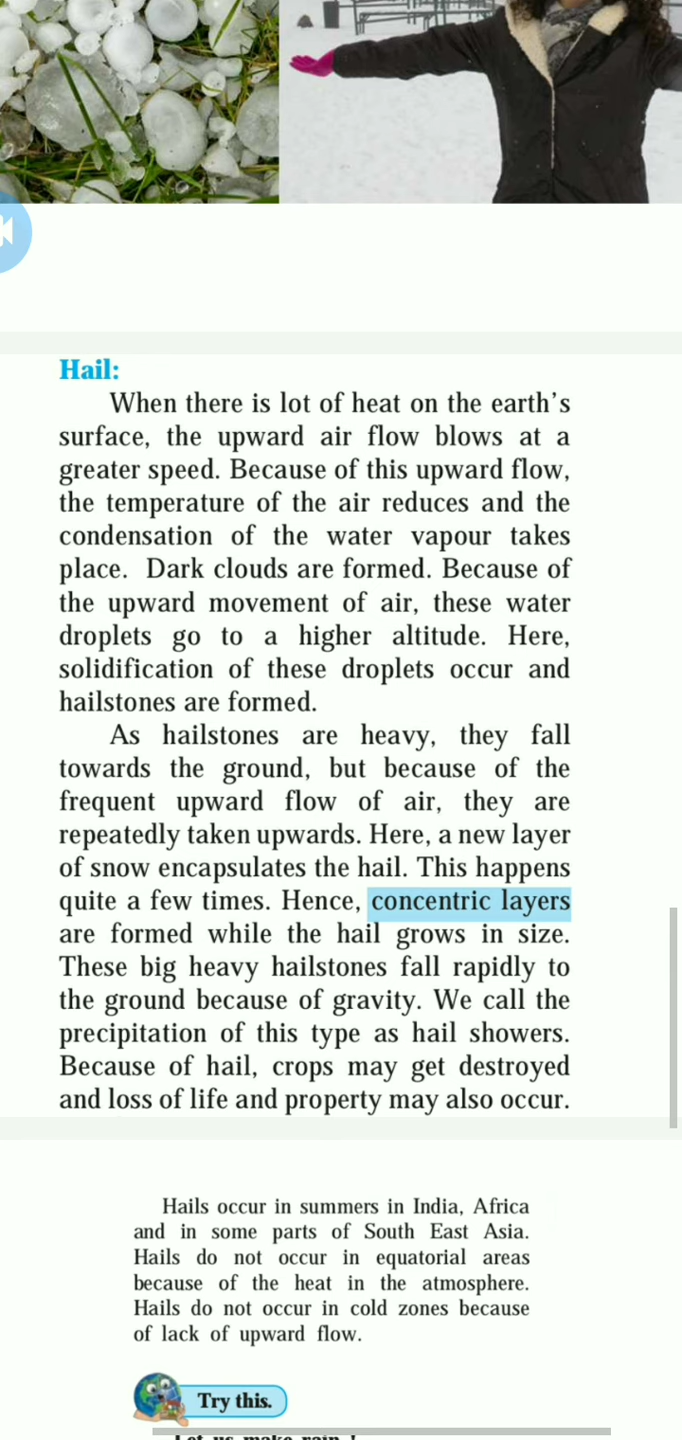 Hail:
When there is lot of heat on the earth's
surface, the upward air flow blows at a
greater speed. Because of this upward flow,
the temperature of the air reduces and the
condensation of the water vapour takes
place. Dark clouds are formed. Because of
the upward movement of air, these water
droplets go to a higher altitude. Here,
solidification of these droplets occur and
hailstones are formed.
As hailstones are heavy, they fall
towards the ground, but because of the
frequent upward flow of air, they are
repeatedly taken upwards. Here, a new layer
of snow encapsulates the hail. This happens
quite a few times. Hence, concentric layers
are formed while the hail grows in size.
These big heavy hailstones fall rapidly to
the ground because of gravity. We call the
precipitation of this type as hail showers.
Because of hail, crops may get destroyed
and loss of life and property may also occur.
Hails occur in summers in India, Africa
and in some parts of South East Asia.
Hails do not occur in equatorial areas
because of the heat in the atmosphere.
Hails do not occur in cold zones because
of lack of upward flow.
Try this.
Let us make rain !